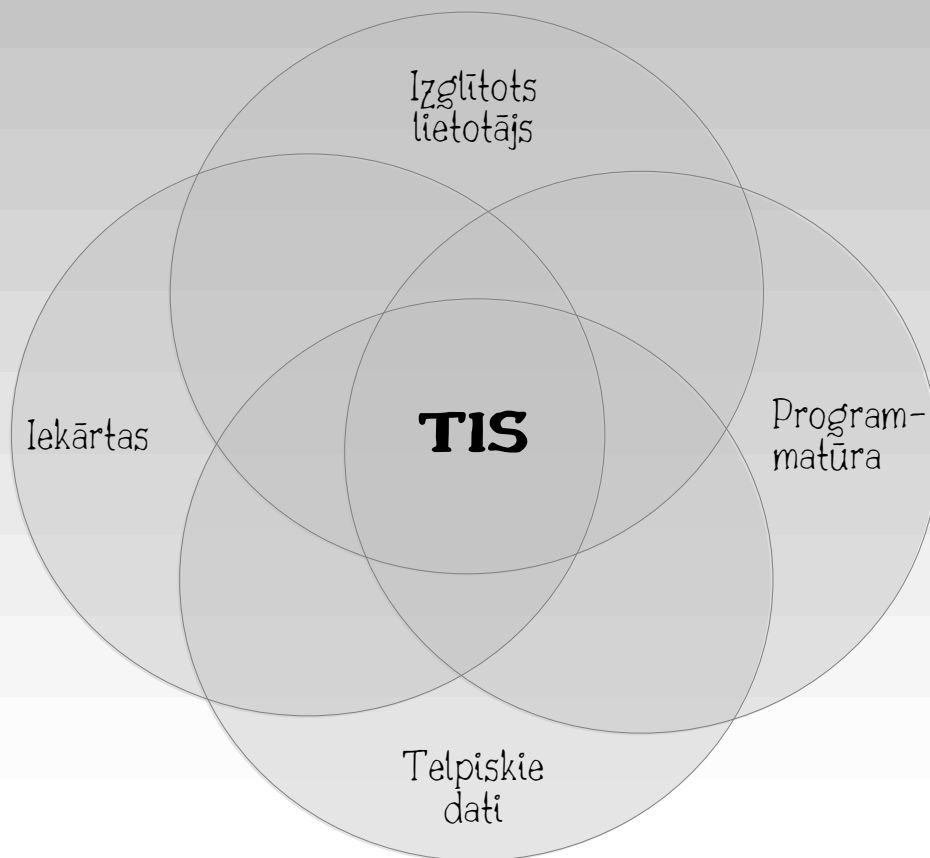 Izglītots
lietotājs
Iekārtas
TIS
Program-
matūra
Telpiskie
dati